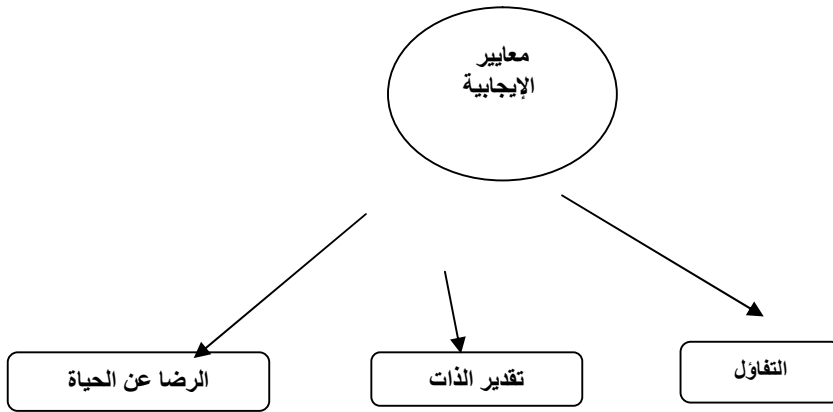 معايير
الإيجابية
التفاؤل
تقدير الذات
الرضا عن الحياة